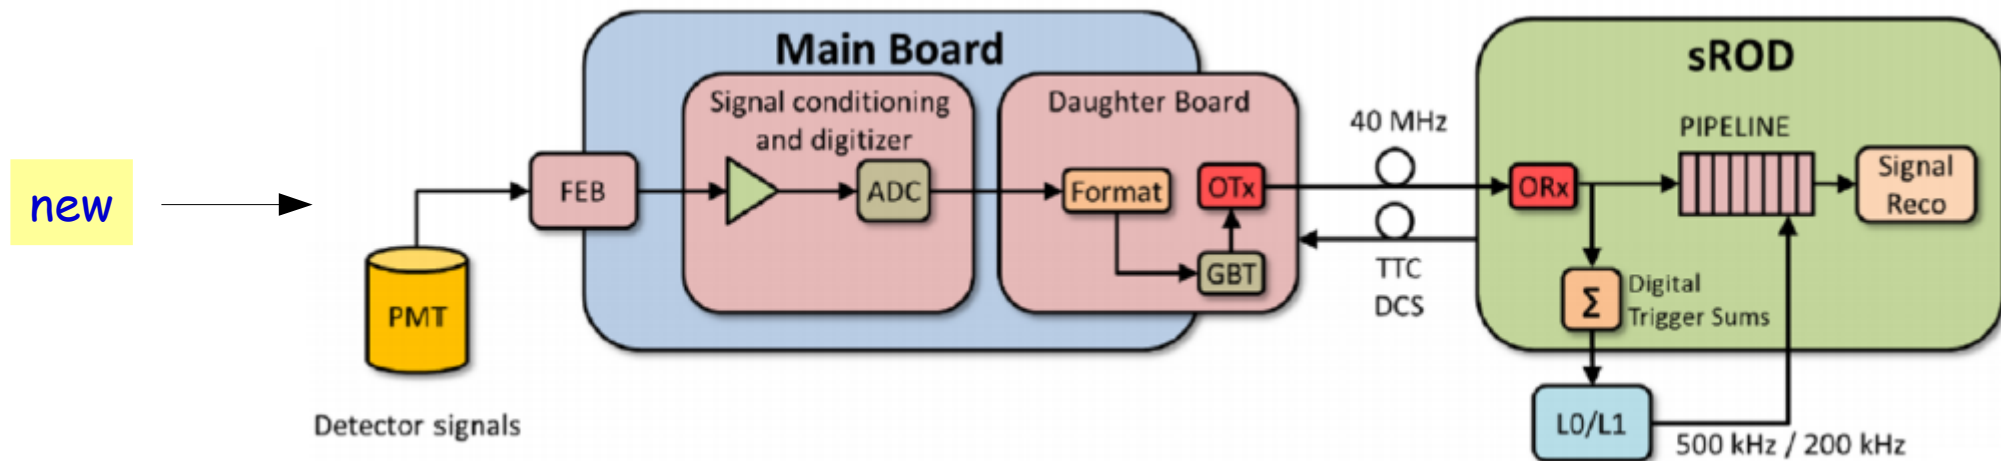 new
PMT
Detector signals
FEB
Main Board
Signal conditioning
and digitizer
ADC
Daughter Board
Format
OTx
GBT
40 MHz
TTC
DCS
sROD
ORx
PIPELINE
Signal
Reco
Σ
Digital
Trigger Sums
L0/L1
500 kHz / 200 kHz